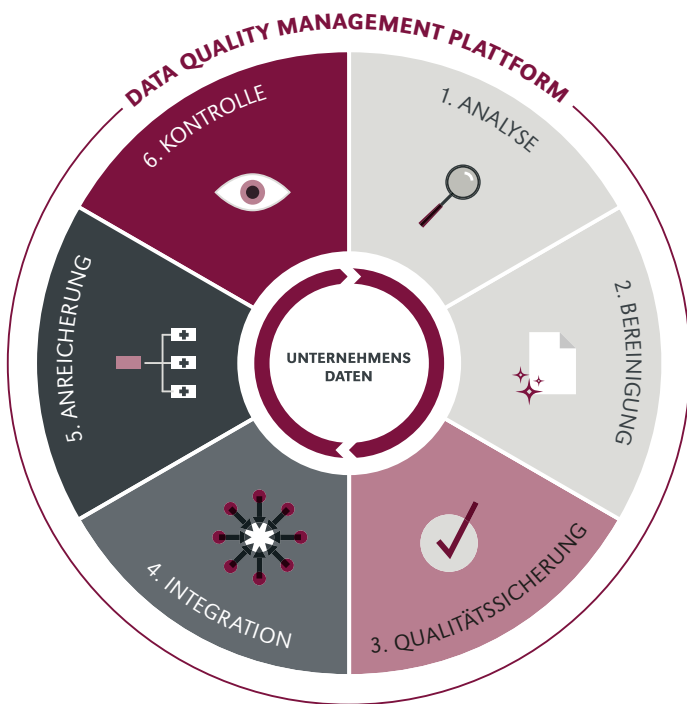 DATA QUALITY MANAGEMENT PLATTFORM
1. ANALYSE
2. BEREINIGUNG
3. QUALITÄTSSICHERUNG
4. INTEGRATION
5. ANREICHERUNG
6. KONTROLLE
UNTERNEHMENS
DATEN